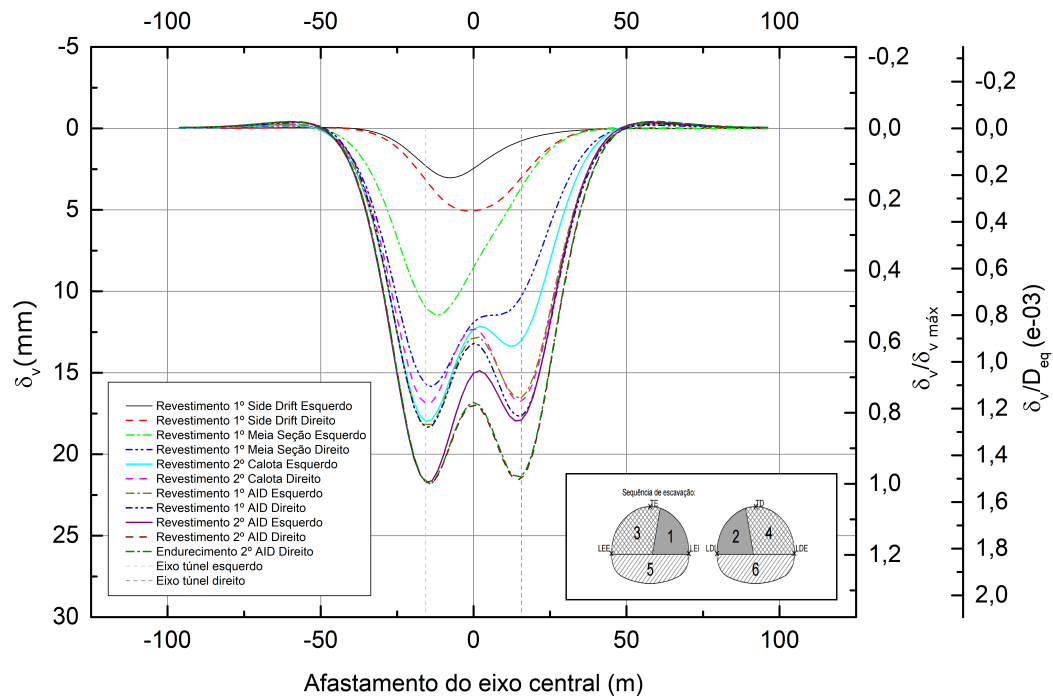 -100 -50 0 50 100
-5
0
5
10
15
20
25
30
δv(mm)
-0,2
-0,0
0,2
0,4
0,6
0,8
1,0
1,2
δv/δv máx
-0,2
-0,0
0,2
0,4
0,6
0,8
1,0
1,2
1,4
1,6
1,8
2,0
δv/Deq (e-03)
Revestimento 1º Side Drift Esquerdo
Revestimento 1º Side Drift Direito
Revestimento 1º Meia Seção Esquerdo
Revestimento 1º Meia Seção Direito
Revestimento 2º Calota Esquerdo
Revestimento 2º Calota Direito
Revestimento 1º AID Esquerdo
Revestimento 1º AID Direito
Revestimento 2º AID Esquerdo
Revestimento 2º AID Direito
Endurecimento 2º AID Direito
Eixo túnel esquerdo
Eixo túnel direito
Sequência de escavação:
TE TD
3 1 2 4
LEE LEI LDI LDE
5 6
-100 -50 0 50 100
Afastamento do eixo central (m)